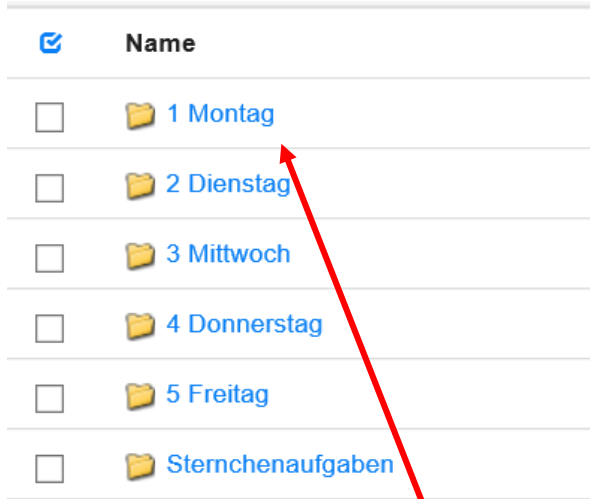 Name
1 Montag
2 Dienstag
3 Mittwoch
4 Donnerstag
5 Freitag
Sternchenaufgaben